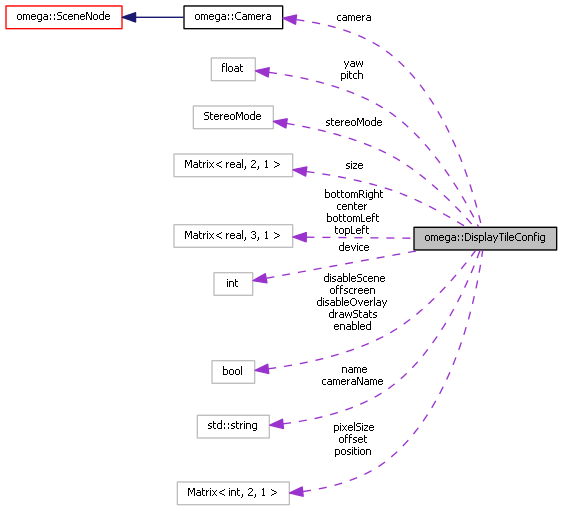 omega::SceneNode
omega::Camera
camera
float
yaw
pitch
StereoMode
stereoMode
Matrix< real, 2, 1 >
size
Matrix< real, 3, 1 >
bottomRight
center
bottomLeft
topLeft
omega::DisplayTileConfig
int
device
bool
disableScene
offscreen
disableOverlay
drawStats
enabled
std::string
name
cameraName
Matrix< int, 2, 1 >
pixelSize
offset
position